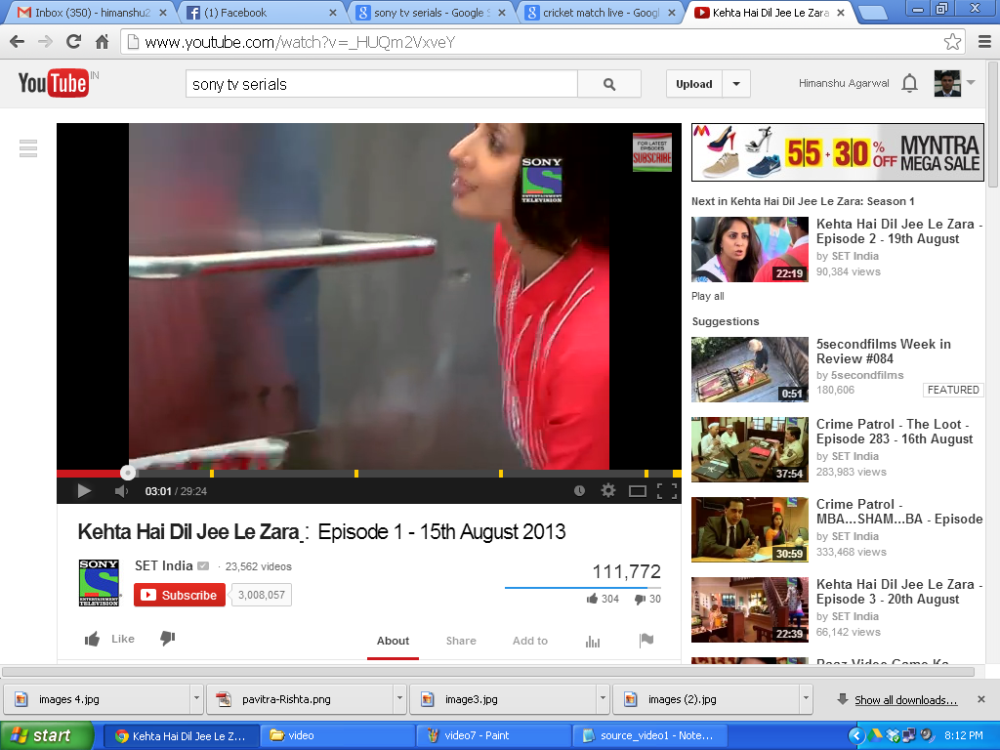 Inbox (350) - himanshu2
(1) Facebook
sony tv serials - Google S
cricket match live - Googl
Kehta Hai Dil Jee Le Zara
www.youtube.com/watch?v=_HUQm2VxveY
YouTube IN
sony tv serials
Upload
Himanshu Agarwal
FOR LATEST
EPISODES
SUBSCRIBE
SONY
ENTERTAINMENT
TELEVISION
03:01 / 29:24
Kehta Hai Dil Jee Le Zara : Episode 1 - 15th August 2013
SONY
ENTERTAINMENT
TELEVISION
SET India · 23,562 videos
Subscribe 3,008,057
111,772
304 30
Like
About Share Add to
55 + 30 % OFF
MYNTRA
MEGA SALE
Next in Kehta Hai Dil Jee Le Zara: Season 1
22:19
Kehta Hai Dil Jee Le Zara -
Episode 2 - 19th August
by SET India
90,384 views
Play all
Suggestions
0:51
5secondfilms Week in
Review #084
by 5secondfilms
180,606 FEATURED
37:54
Crime Patrol - The Loot -
Episode 283 - 16th August
by SET India
283,983 views
30:59
Crime Patrol -
MBA...SHAM...BA - Episode
by SET India
333,468 views
22:39
Kehta Hai Dil Jee Le Zara -
Episode 3 - 20th August
by SET India
66,142 views
images 4.jpg
pavitra-Rishta.png
image3.jpg
images (2).jpg
Show all downloads...
start
Kehta Hai Dil Jee Le Z...
video
video7 - Paint
source_video1 - Note...
8:12 PM